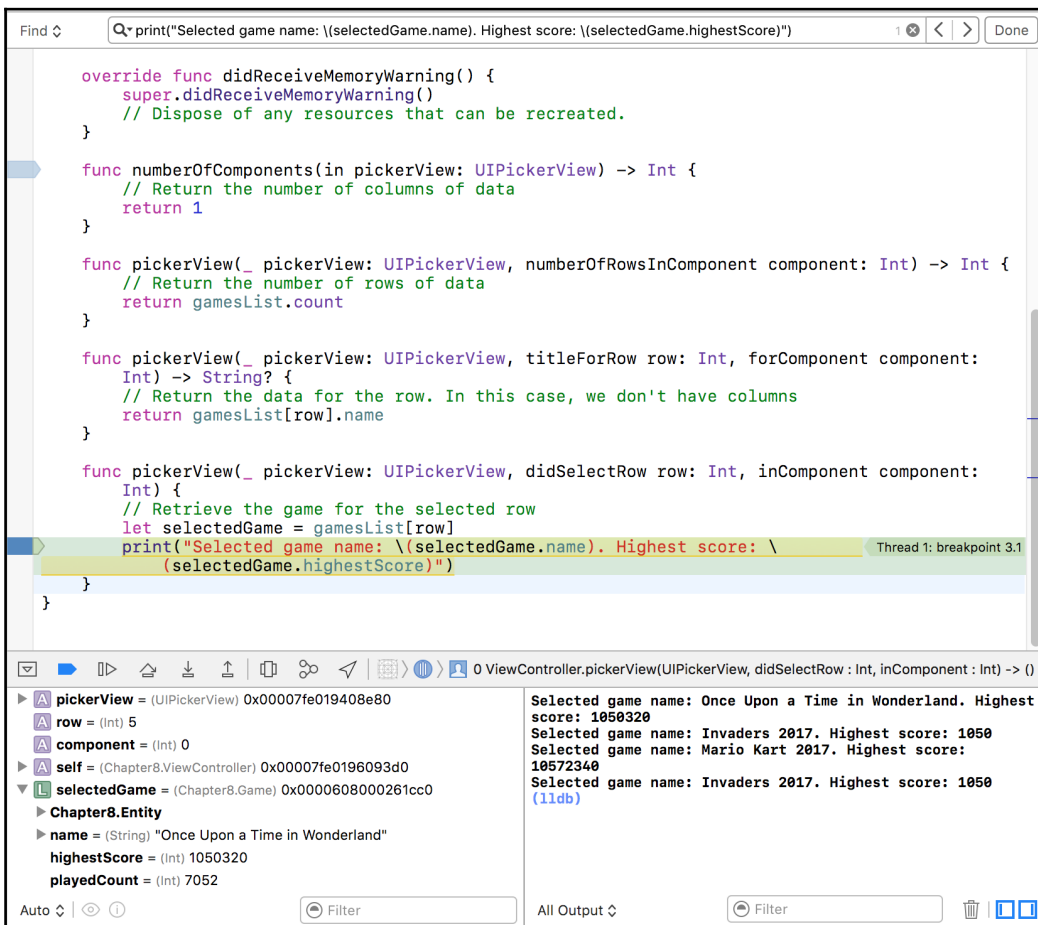 Find
print("Selected game name: \(selectedGame.name). Highest score: \(selectedGame.highestScore)")
1
Done
override func didReceiveMemoryWarning() {
super.didReceiveMemoryWarning()
// Dispose of any resources that can be recreated.
}
func numberOfComponents(in pickerView: UIPickerView) -> Int {
// Return the number of columns of data
return 1
}
func pickerView(_ pickerView: UIPickerView, numberOfRowsInComponent component: Int) -> Int {
// Return the number of rows of data
return gamesList.count
}
func pickerView(_ pickerView: UIPickerView, titleForRow row: Int, forComponent component:
Int) -> String? {
// Return the data for the row. In this case, we don't have columns
return gamesList[row].name
}
func pickerView(_ pickerView: UIPickerView, didSelectRow row: Int, inComponent component:
Int) {
// Retrieve the game for the selected row
let selectedGame = gamesList[row]
print("Selected game name: \(selectedGame.name). Highest score: \
Thread 1: breakpoint 3.1
(selectedGame.highestScore)")
}
}
0 ViewController.pickerView(UIPickerView, didSelectRow : Int, inComponent : Int) -> ()
A pickerView = (UIPickerView) 0x00007fe019408e80
A row = (Int) 5
A component = (Int) 0
A self = (Chapter8.ViewController) 0x00007fe0196093d0
L selectedGame = (Chapter8.Game) 0x0000608000261cc0
Chapter8.Entity
name = (String) "Once Upon a Time in Wonderland"
highestScore = (Int) 1050320
playedCount = (Int) 7052
Auto
Filter
Selected game name: Once Upon a Time in Wonderland. Highest
score: 1050320
Selected game name: Invaders 2017. Highest score: 1050
Selected game name: Mario Kart 2017. Highest score:
10572340
Selected game name: Invaders 2017. Highest score: 1050
(lldb)
All Output
Filter